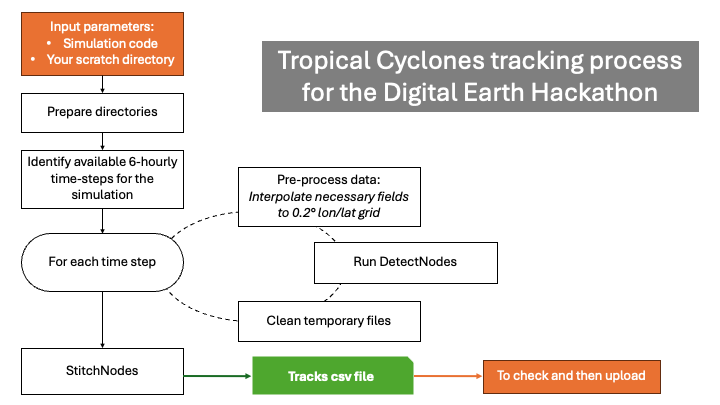 Input parameters:
• Simulation code
• Your scratch directory
Tropical Cyclones tracking process
for the Digital Earth Hackathon
Prepare directories
Identify available 6-hourly
time-steps for the
simulation
Pre-process data:
Interpolate necessary fields
to 0.2° lon/lat grid
For each time step
Run DetectNodes
Clean temporary files
StitchNodes
Tracks csv file
To check and then upload